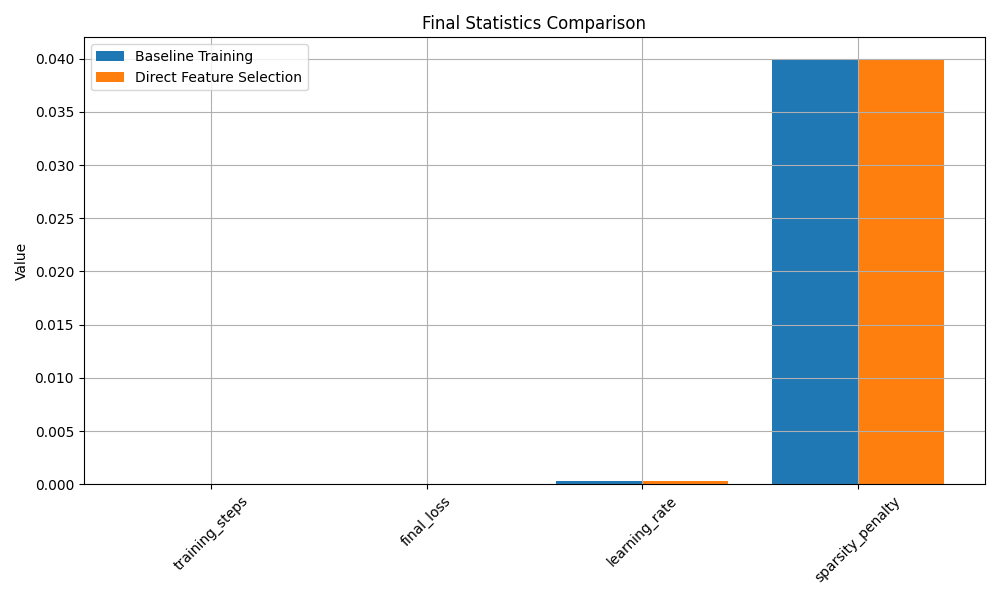 Final Statistics Comparison
Baseline Training
Direct Feature Selection
Value
0.040
0.035
0.030
0.025
0.020
0.015
0.010
0.005
0.000
training_steps
final_loss
learning_rate
sparsity_penalty